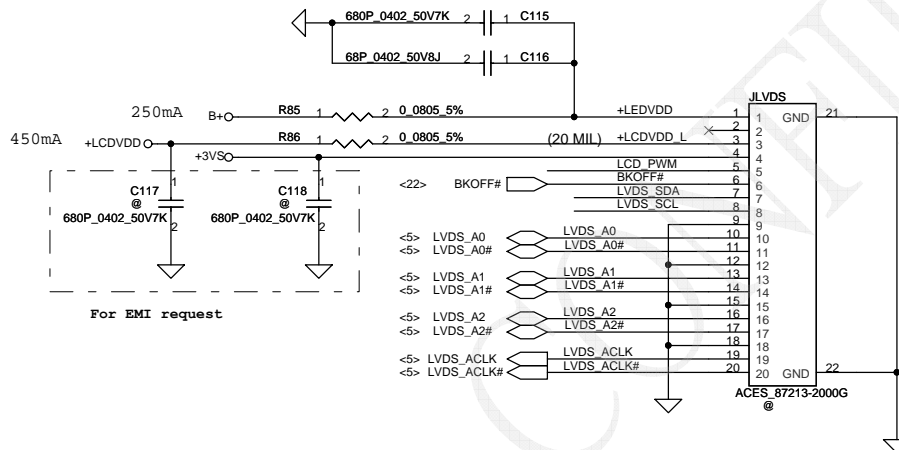 680P_0402_50V7K 2 1 C115
68P_0402_50V8J 2 1 C116
JLVDS
250mA B+ R85 1 2 0_0805_5% +LEDVDD 1 1 GND 21
2 2
450mA +LCDVDD R86 1 2 0_0805_5% (20 MIL) +LCDVDD_L 3 3
+3VS 4 4
LCD_PWM 5 5
<22> BKOFF# BKOFF# 6 6
LVDS_SDA 7 7
LVDS_SCL 8 8
9 9
C117 1 C118 1
@ @
680P_0402_50V7K 680P_0402_50V7K
2 2
<5> LVDS_A0 LVDS_A0 10 10
<5> LVDS_A0# LVDS_A0# 11 11
12 12
<5> LVDS_A1 LVDS_A1 13 13
<5> LVDS_A1# LVDS_A1# 14 14
15 15
For EMI request
<5> LVDS_A2 LVDS_A2 16 16
<5> LVDS_A2# LVDS_A2# 17 17
18 18
<5> LVDS_ACLK LVDS_ACLK 19 19
<5> LVDS_ACLK# LVDS_ACLK# 20 20 GND 22
ACES_87213-2000G
@
CONFI